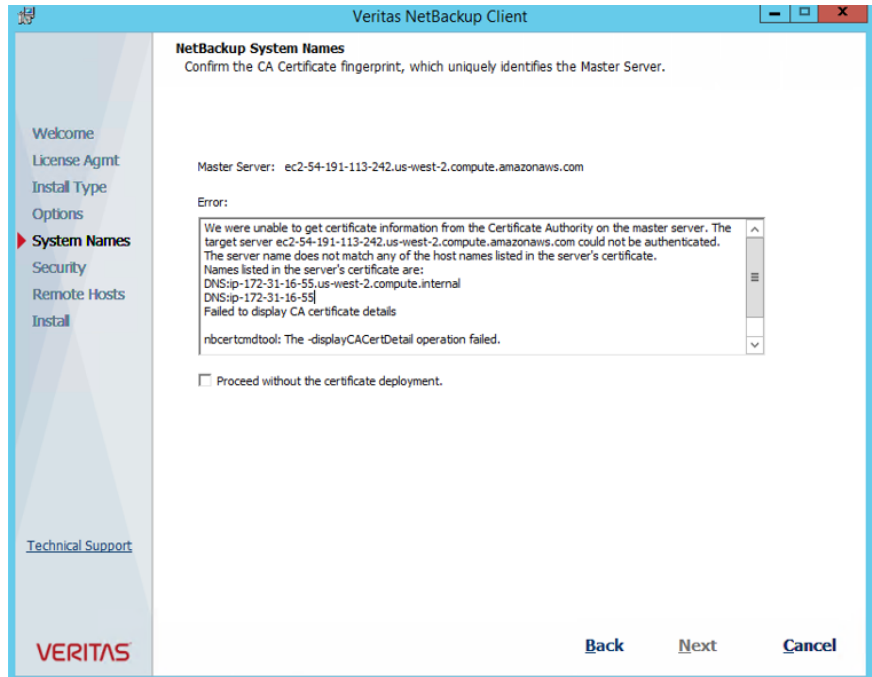 Veritas NetBackup Client
NetBackup System Names
Confirm the CA Certificate fingerprint, which uniquely identifies the Master Server.
Welcome
License Agmt
Install Type
Options
System Names
Security
Remote Hosts
Install
Master Server: ec2-54-191-113-242.us-west-2.compute.amazonaws.com
Error:
We were unable to get certificate information from the Certificate Authority on the master server. The
target server ec2-54-191-113-242.us-west-2.compute.amazonaws.com could not be authenticated.
The server name does not match any of the host names listed in the server's certificate.
Names listed in the server's certificate are:
DNS:ip-172-31-16-55.us-west-2.compute.internal
DNS:ip-172-31-16-55
Failed to display CA certificate details
nbcertcmdtool: The -displayCACertDetail operation failed.
Proceed without the certificate deployment.
Technical Support
VERITAS
Back Next Cancel